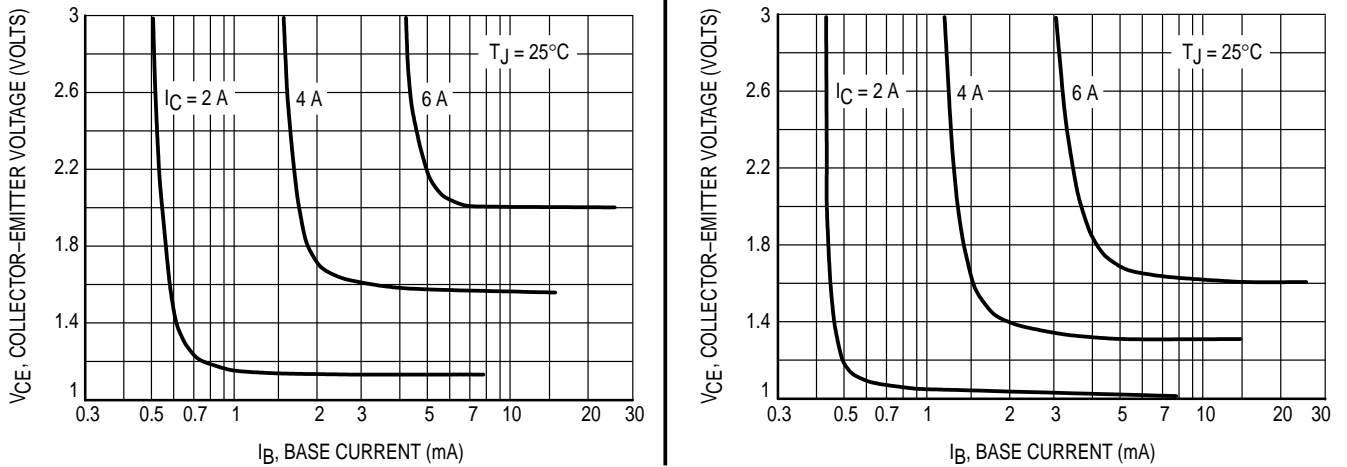 VCE, COLLECTOR–EMITTER VOLTAGE (VOLTS)
3
2.6
2.2
1.8
1.4
1
TJ = 25°C
IC = 2 A
4 A
6 A
0.3 0.5 0.7 1 2 3 5 7 10 20 30
IB, BASE CURRENT (mA)
VCE, COLLECTOR–EMITTER VOLTAGE (VOLTS)
3
2.6
2.2
1.8
1.4
1
TJ = 25°C
IC = 2 A
4 A
6 A
0.3 0.5 0.7 1 2 3 5 7 10 20 30
IB, BASE CURRENT (mA)